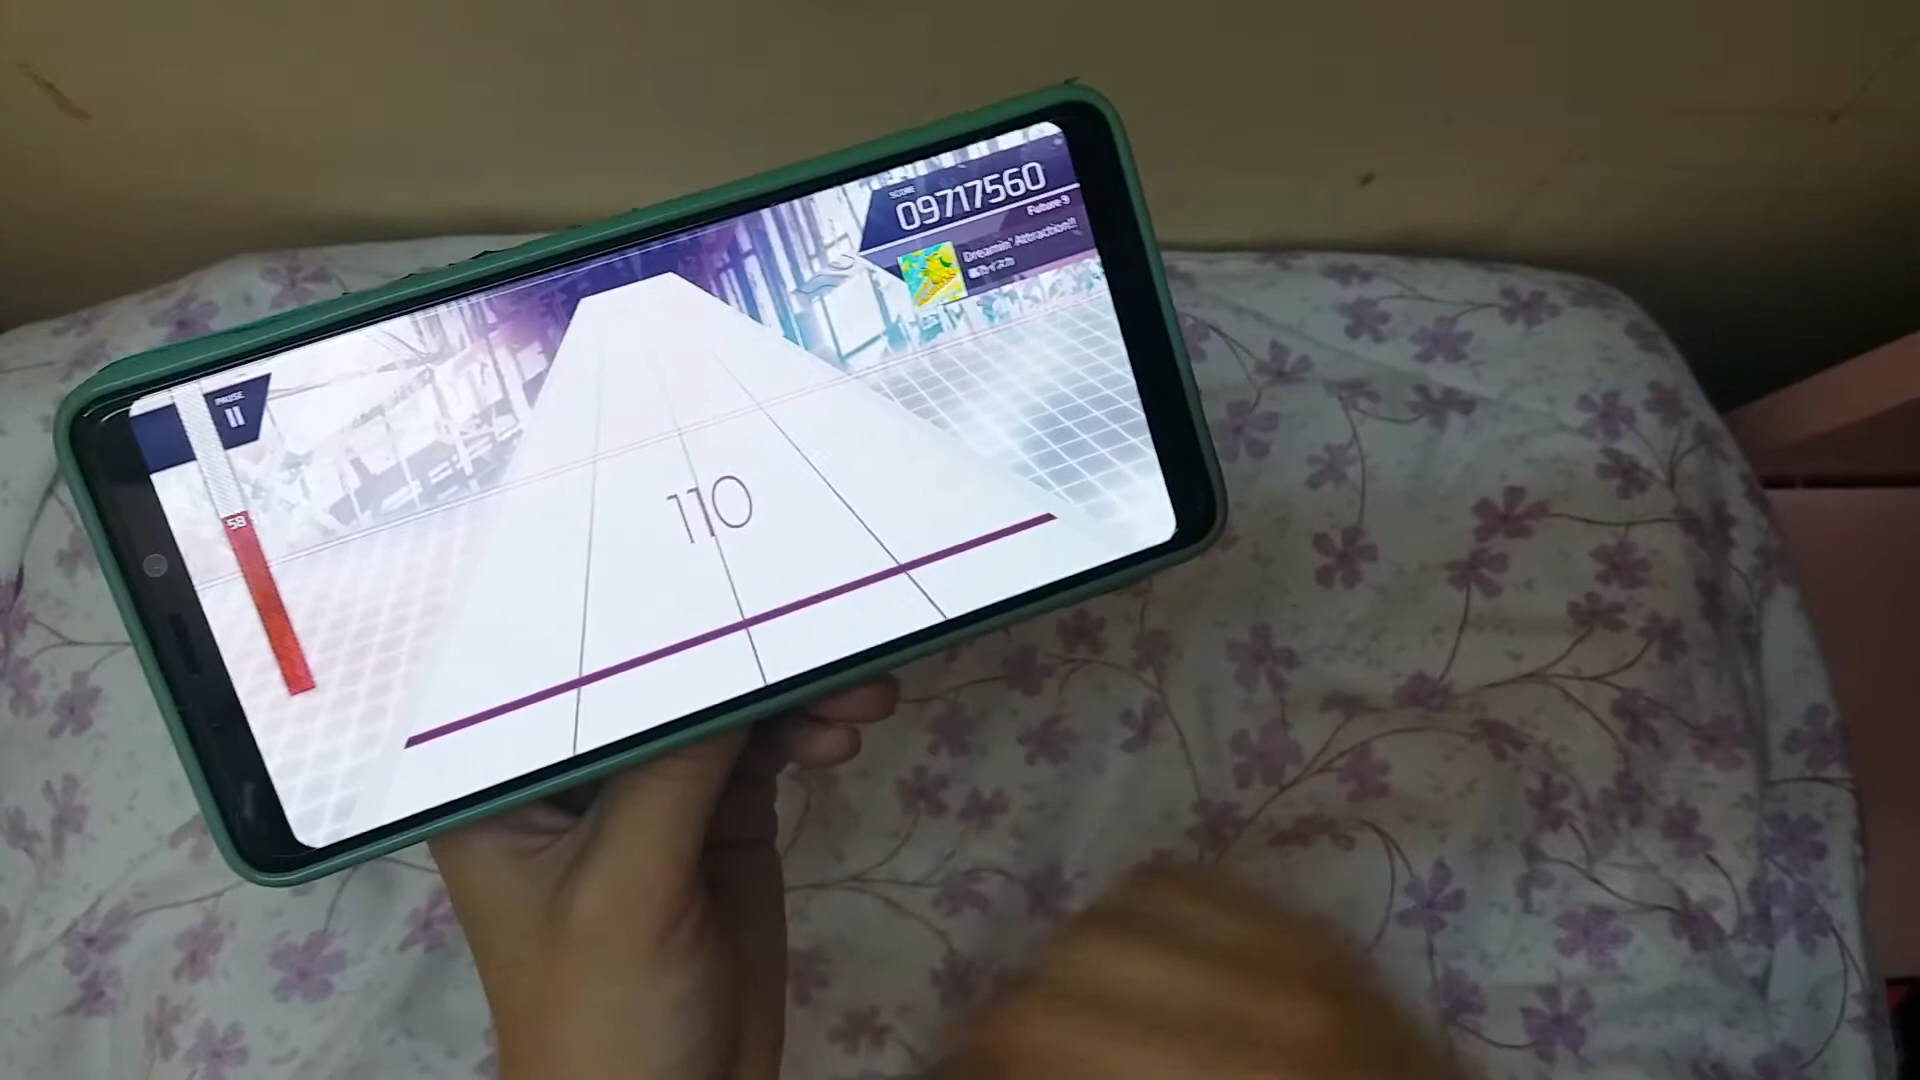 PAUSE
SCORE
09717560
Future 9
Dreamin' Attraction!!
58
110